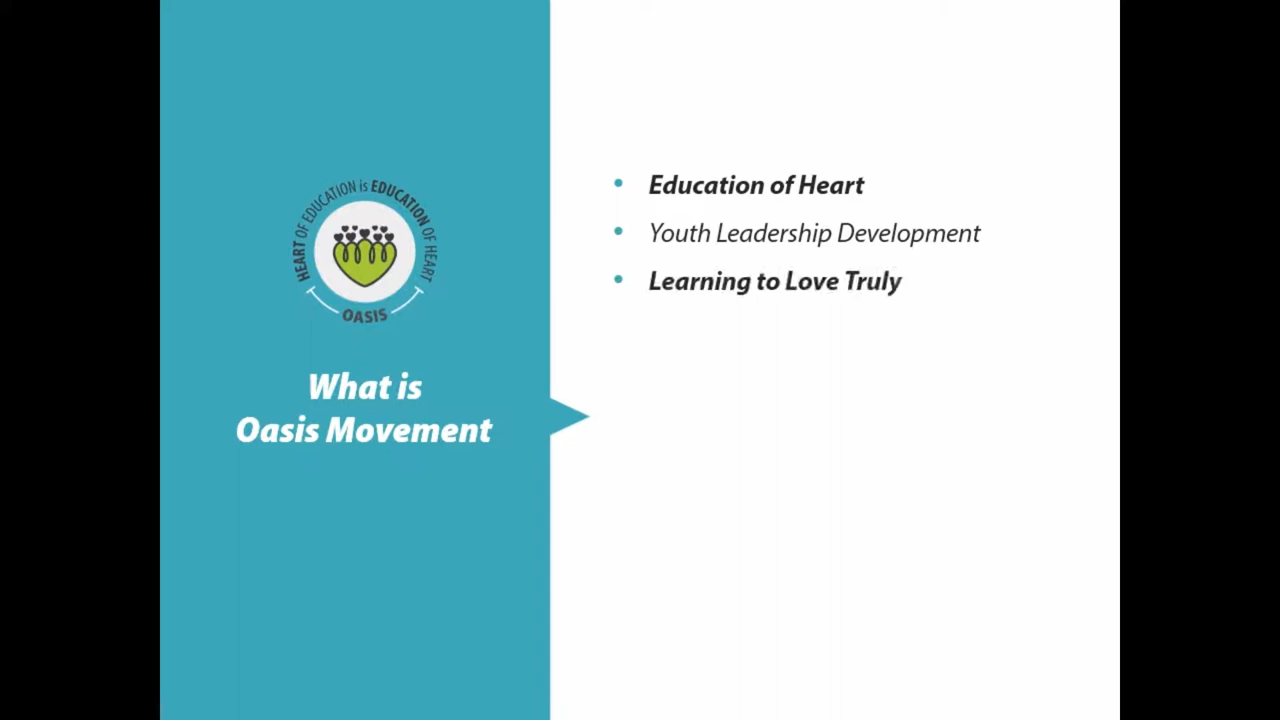 HEART OF EDUCATION is EDUCATION OF HEART
OASIS
What is
Oasis Movement
• Education of Heart
• Youth Leadership Development
• Learning to Love Truly